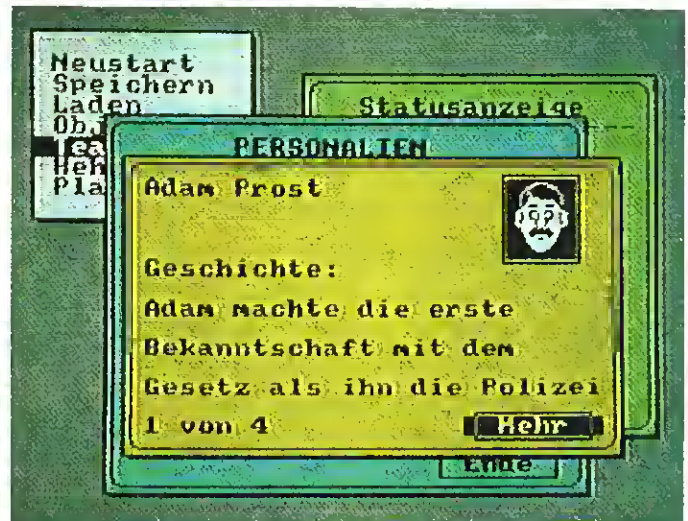 Neustart
Speichern
Laden
Statusanzeige
PERSONALIEN
Adam Prost
Geschichte:
Adam machte die erste
Bekanntschaft mit dem
Gesetz als ihn die Polizei
1 von 4
Mehr
Ende